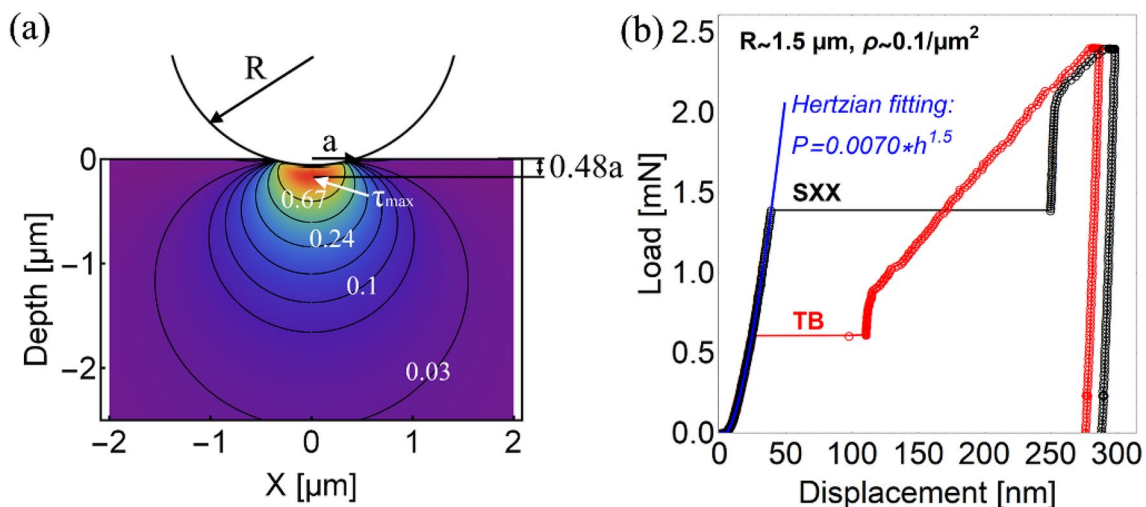 (a)
R
a
0
0.48a
0.67
τmax
0.24
−1
0.1
−2
0.03
Depth [μm]
−2 −1 0 1 2
X [μm]
(b)
2.5
R~1.5 μm, ρ~0.1/μm²
2.0
Hertzian fitting:
P=0.0070*h^1.5
1.5
SXX
1.0
TB
0.5
0.0
Load [mN]
0 50 100 150 200 250 300
Displacement [nm]